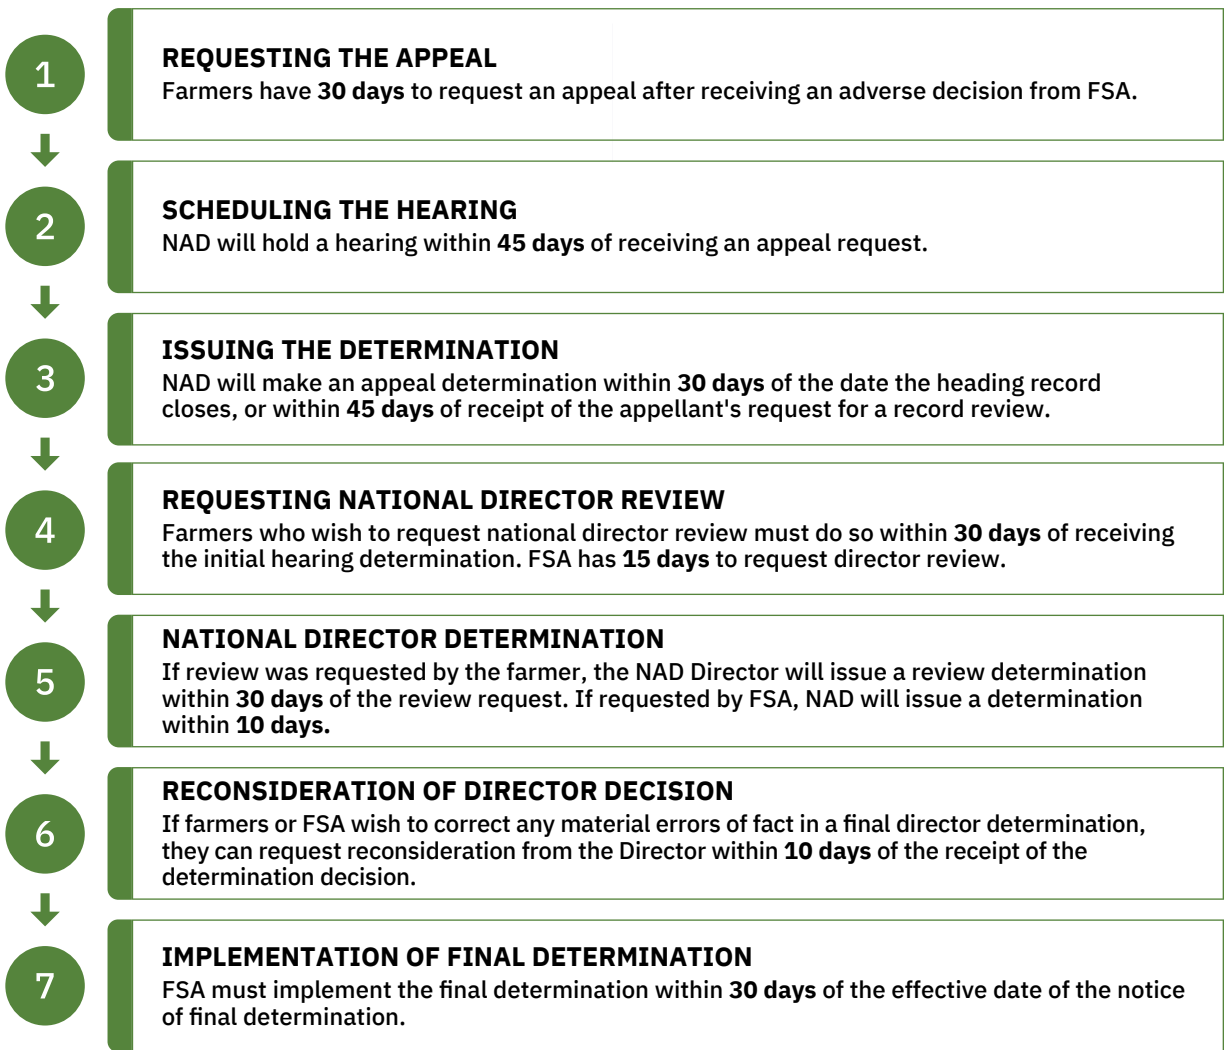 1
REQUESTING THE APPEAL
Farmers have 30 days to request an appeal after receiving an adverse decision from FSA.
2
SCHEDULING THE HEARING
NAD will hold a hearing within 45 days of receiving an appeal request.
3
ISSUING THE DETERMINATION
NAD will make an appeal determination within 30 days of the date the heading record
closes, or within 45 days of receipt of the appellant's request for a record review.
4
REQUESTING NATIONAL DIRECTOR REVIEW
Farmers who wish to request national director review must do so within 30 days of receiving
the initial hearing determination. FSA has 15 days to request director review.
5
NATIONAL DIRECTOR DETERMINATION
If review was requested by the farmer, the NAD Director will issue a review determination
within 30 days of the review request. If requested by FSA, NAD will issue a determination
within 10 days.
6
RECONSIDERATION OF DIRECTOR DECISION
If farmers or FSA wish to correct any material errors of fact in a final director determination,
they can request reconsideration from the Director within 10 days of the receipt of the
determination decision.
7
IMPLEMENTATION OF FINAL DETERMINATION
FSA must implement the final determination within 30 days of the effective date of the notice
of final determination.